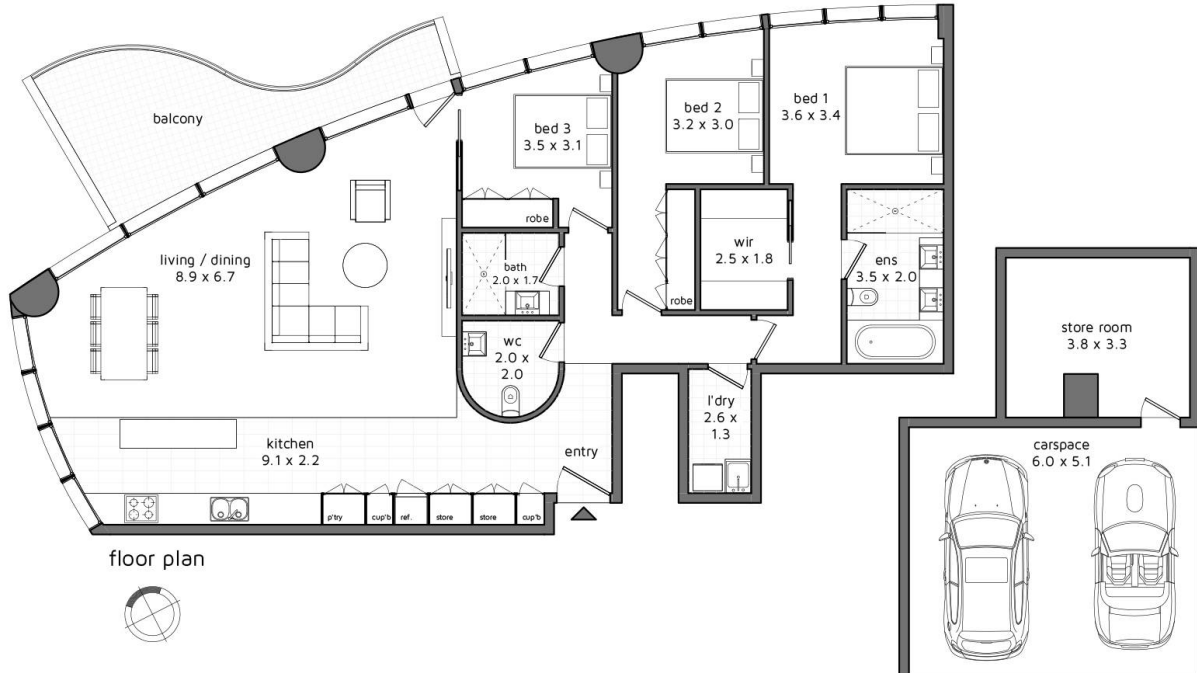 balcony
bed 3
3.5 x 3.1
bed 2
3.2 x 3.0
bed 1
3.6 x 3.4
robe
living / dining
8.9 x 6.7
bath
2.0 x 1.7
robe
wir
2.5 x 1.8
ens
3.5 x 2.0
wc
2.0 x
2.0
l'dry
2.6 x
1.3
kitchen
9.1 x 2.2
entry
p'try
cup'b
ref.
store
store
cup'b
store room
3.8 x 3.3
carspace
6.0 x 5.1
floor plan